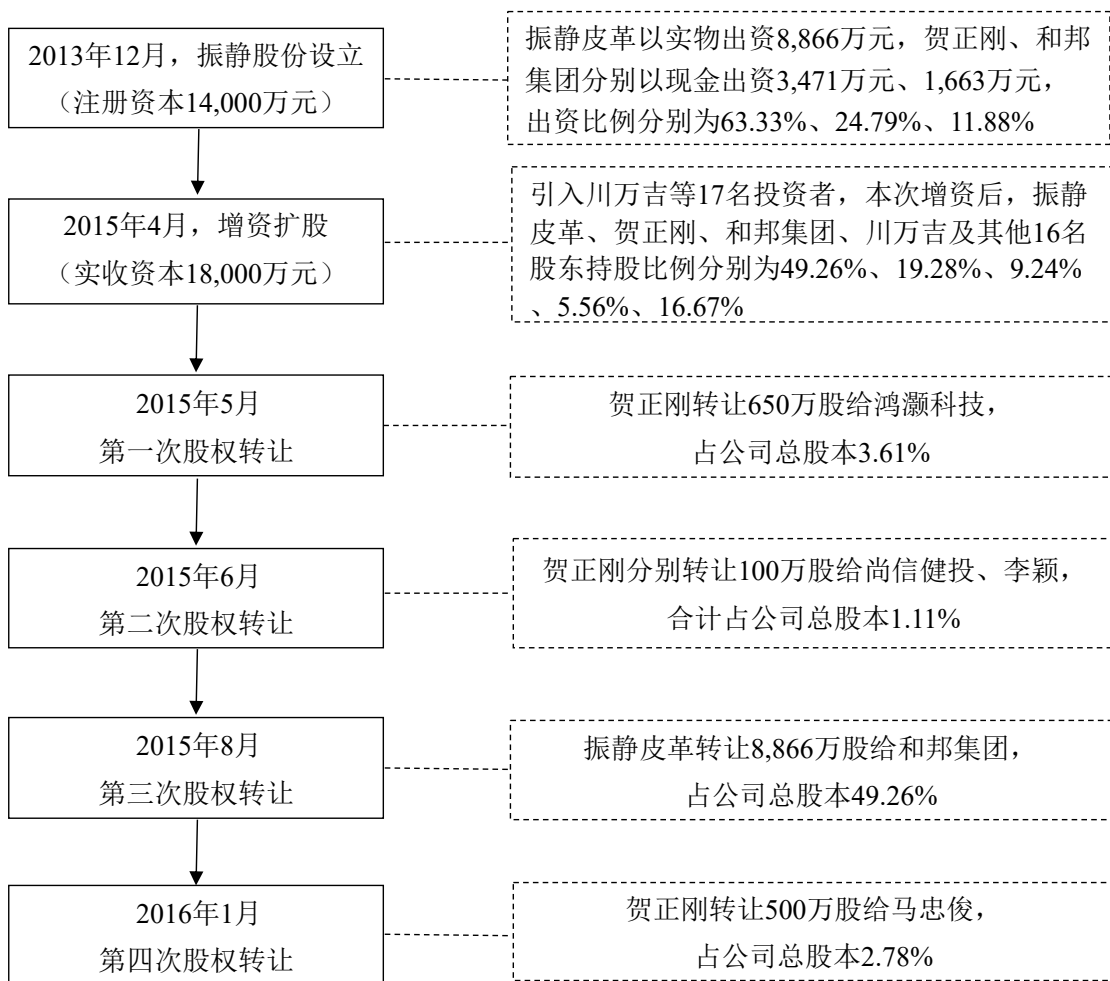 2013年12月，振静股份设立
（注册资本14,000万元）
振静皮革以实物出资8,866万元，贺正刚、和邦
集团分别以现金出资3,471万元、1,663万元，
出资比例分别为63.33%、24.79%、11.88%
2015年4月，增资扩股
（实收资本18,000万元）
引入川万吉等17名投资者，本次增资后，振静
皮革、贺正刚、和邦集团、川万吉及其他16名
股东持股比例分别为49.26%、19.28%、9.24%
、5.56%、16.67%
2015年5月
第一次股权转让
贺正刚转让650万股给鸿灏科技，
占公司总股本3.61%
2015年6月
第二次股权转让
贺正刚分别转让100万股给尚信健投、李颖，
合计占公司总股本1.11%
2015年8月
第三次股权转让
振静皮革转让8,866万股给和邦集团，
占公司总股本49.26%
2016年1月
第四次股权转让
贺正刚转让500万股给马忠俊，
占公司总股本2.78%